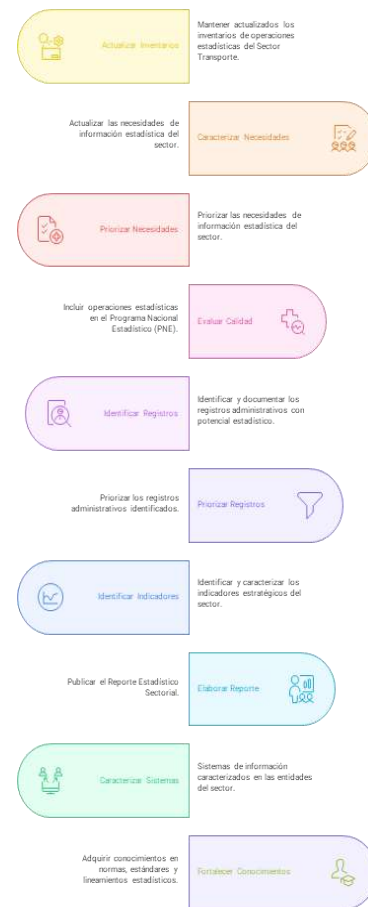 Actualizar Inventarios
Mantener actualizados los
inventarios de operaciones
estadísticas del Sector
Transporte.
Actualizar las necesidades de
información estadística del
sector.
Caracterizar Necesidades
Priorizar Necesidades
Priorizar las necesidades de
información estadística del
sector.
Incluir operaciones estadísticas
en el Programa Nacional
Estadístico (PNE).
Evaluar Calidad
Identificar Registros
Identificar y documentar los
registros administrativos con
potencial estadístico.
Priorizar los registros
administrativos identificados.
Priorizar Registros
Identificar Indicadores
Identificar y caracterizar los
indicadores estratégicos del
sector.
Publicar el Reporte Estadístico
Sectorial.
Elaborar Reporte
Caracterizar Sistemas
Sistemas de información
caracterizados en las entidades
del sector.
Adquirir conocimientos en
normas, estándares y
lineamientos estadísticos.
Fortalecer Conocimientos